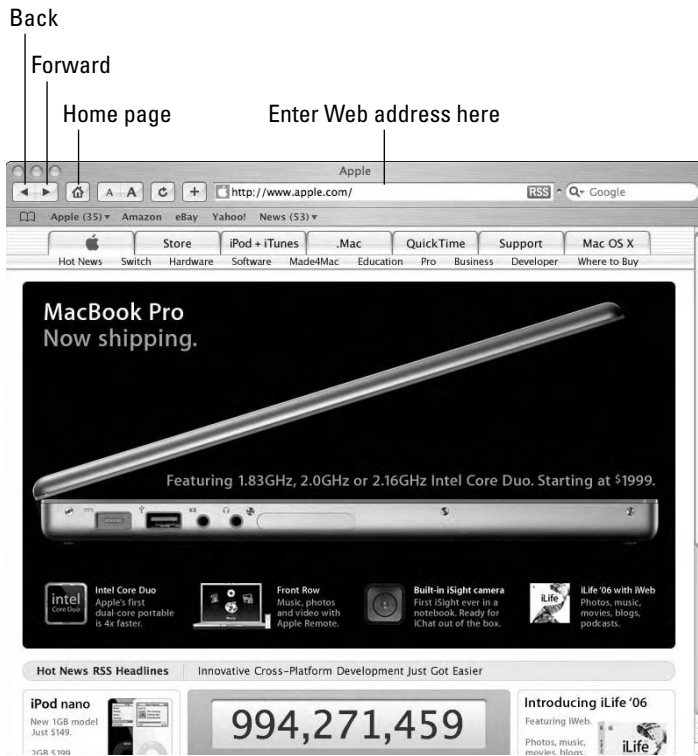 Back
Forward
Home page
Enter Web address here
Apple
A A
http://www.apple.com/
RSS
Google
Apple (35) Amazon eBay Yahoo! News (53)
Store iPod + iTunes .Mac QuickTime Support Mac OS X
Hot News Switch Hardware Software Made4Mac Education Pro Business Developer Where to Buy
MacBook Pro
Now shipping.
Featuring 1.83GHz, 2.0GHz or 2.16GHz Intel Core Duo. Starting at $1999.
intel
Core Duo
Intel Core Duo
Apple's first
dual-core portable
is 4x faster.
Front Row
Music, photos
and video with
Apple Remote.
Built-in iSight camera
First iSight ever in a
notebook. Ready for
iChat out of the box.
iLife
iLife '06 with iWeb
Photos, music,
movies, blogs,
podcasts.
Hot News RSS Headlines Innovative Cross-Platform Development Just Got Easier
iPod nano
New 1GB model
Just $149.
2GB $199
994,271,459
Introducing iLife '06
Featuring iWeb.
Photos, music,
movies, blogs,
iLife